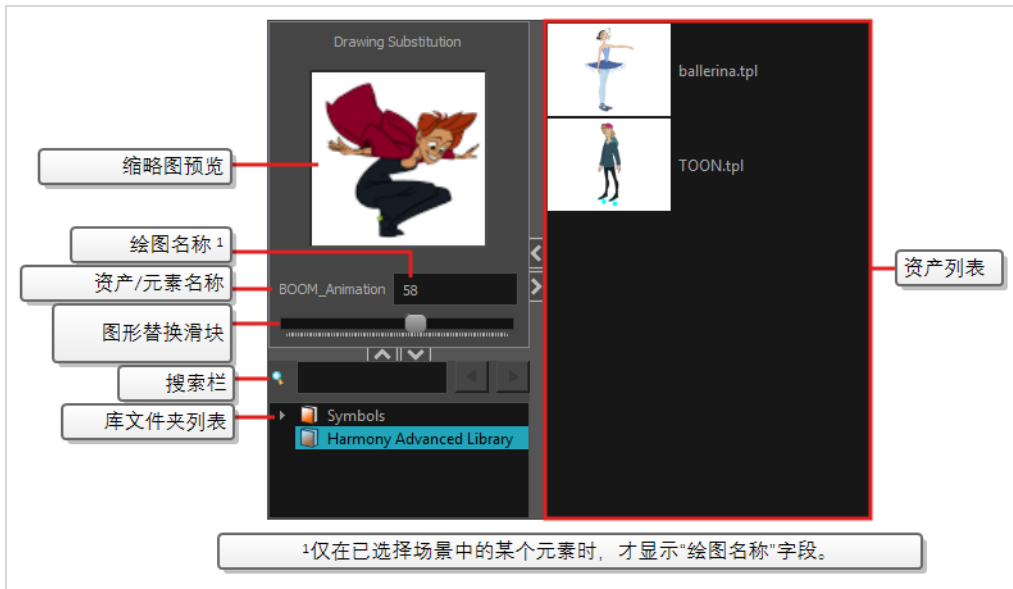 Drawing Substitution
ballerina.tpl
TOON.tpl
缩略图预览
绘图名称 ¹
资产/元素名称
BOOM_Animation 58
资产列表
图形替换滑块
搜索栏
库文件夹列表
Symbols
Harmony Advanced Library
¹仅在已选择场景中的某个元素时，才显示“绘图名称”字段。